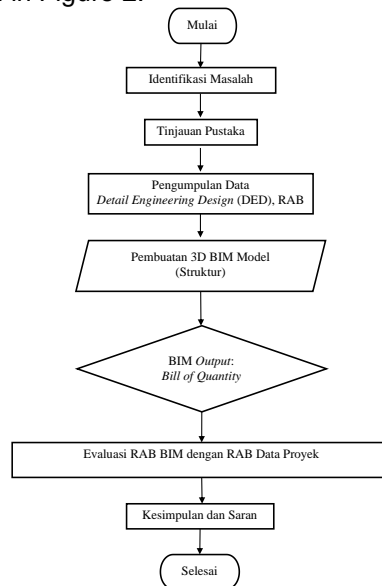 in Figure 2.
Mulai
Identifikasi Masalah
Tinjauan Pustaka
Pengumpulan Data
Detail Engineering Design (DED), RAB
Pembuatan 3D BIM Model
(Struktur)
BIM Output:
Bill of Quantity
Evaluasi RAB BIM dengan RAB Data Proyek
Kesimpulan dan Saran
Selesai